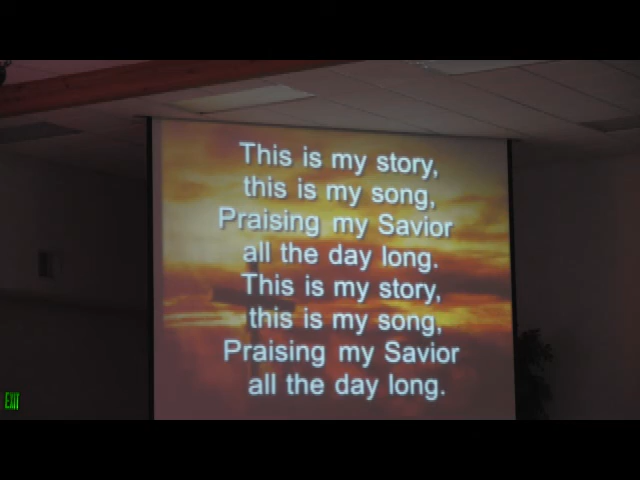 This is my story,
this is my song,
Praising my Savior
all the day long.
This is my story,
this is my song,
Praising my Savior
all the day long.
EXIT